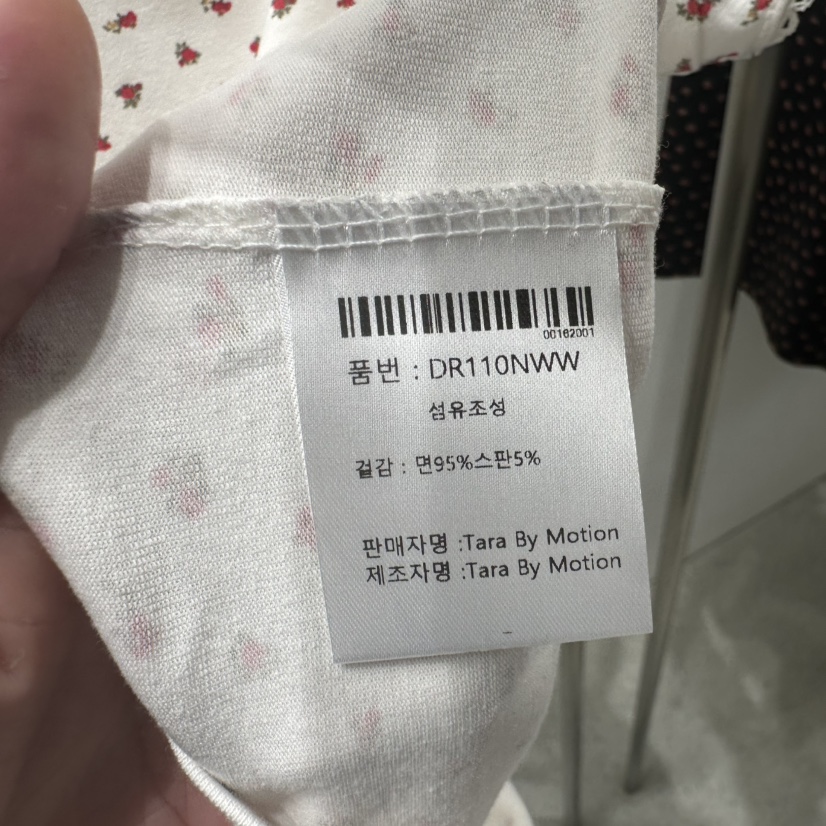 00162001
품번 : DR110NWW
섬유조성
겉감 : 면95%스판5%
판매자명 :Tara By Motion
제조자명 :Tara By Motion